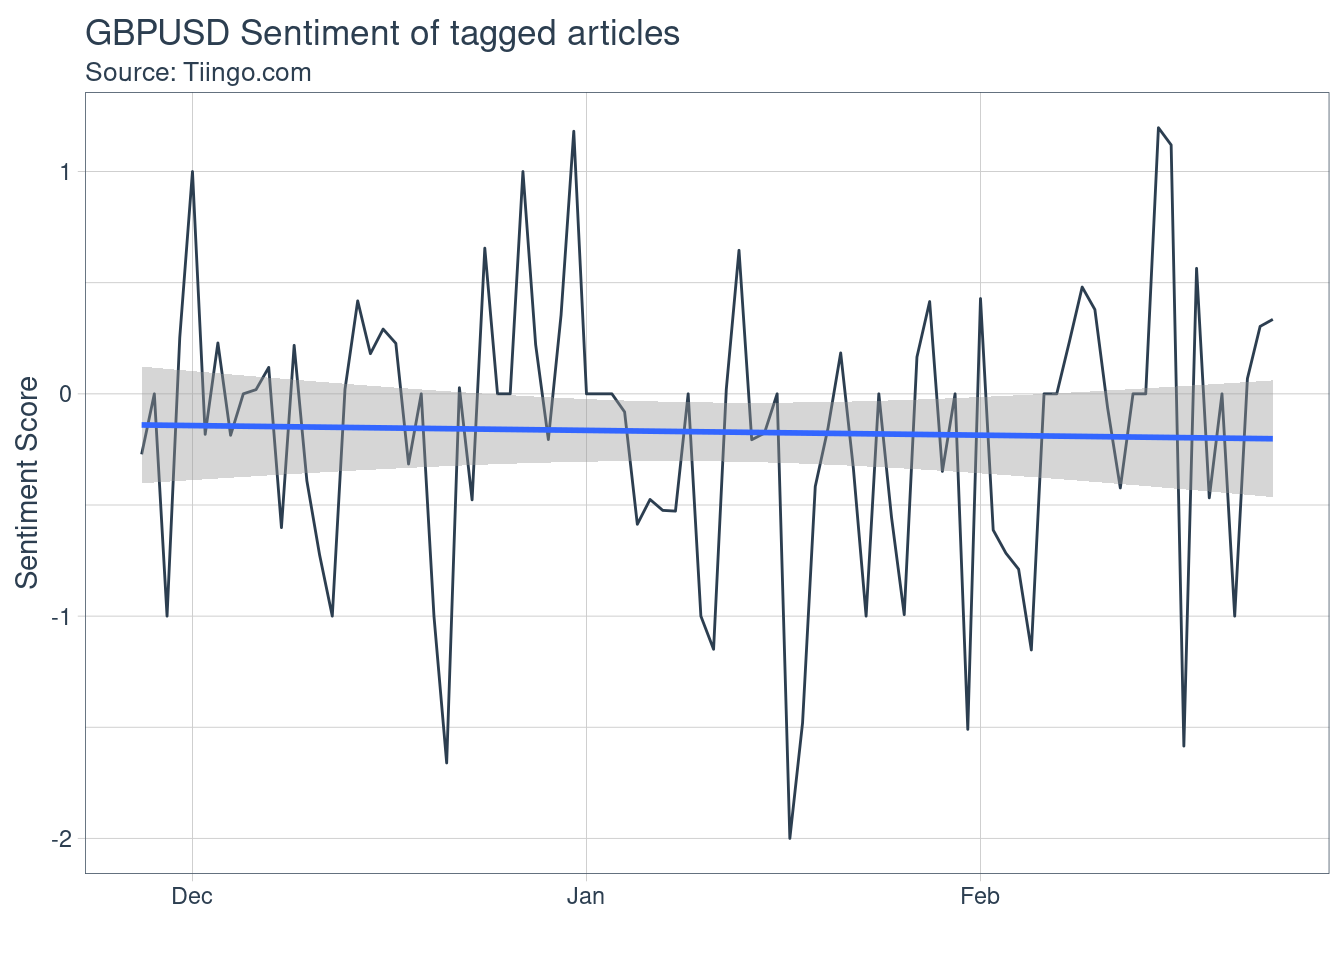 GBPUSD Sentiment of tagged articles
Source: Tiingo.com
Sentiment Score
1
0
-1
-2
Dec
Jan
Feb